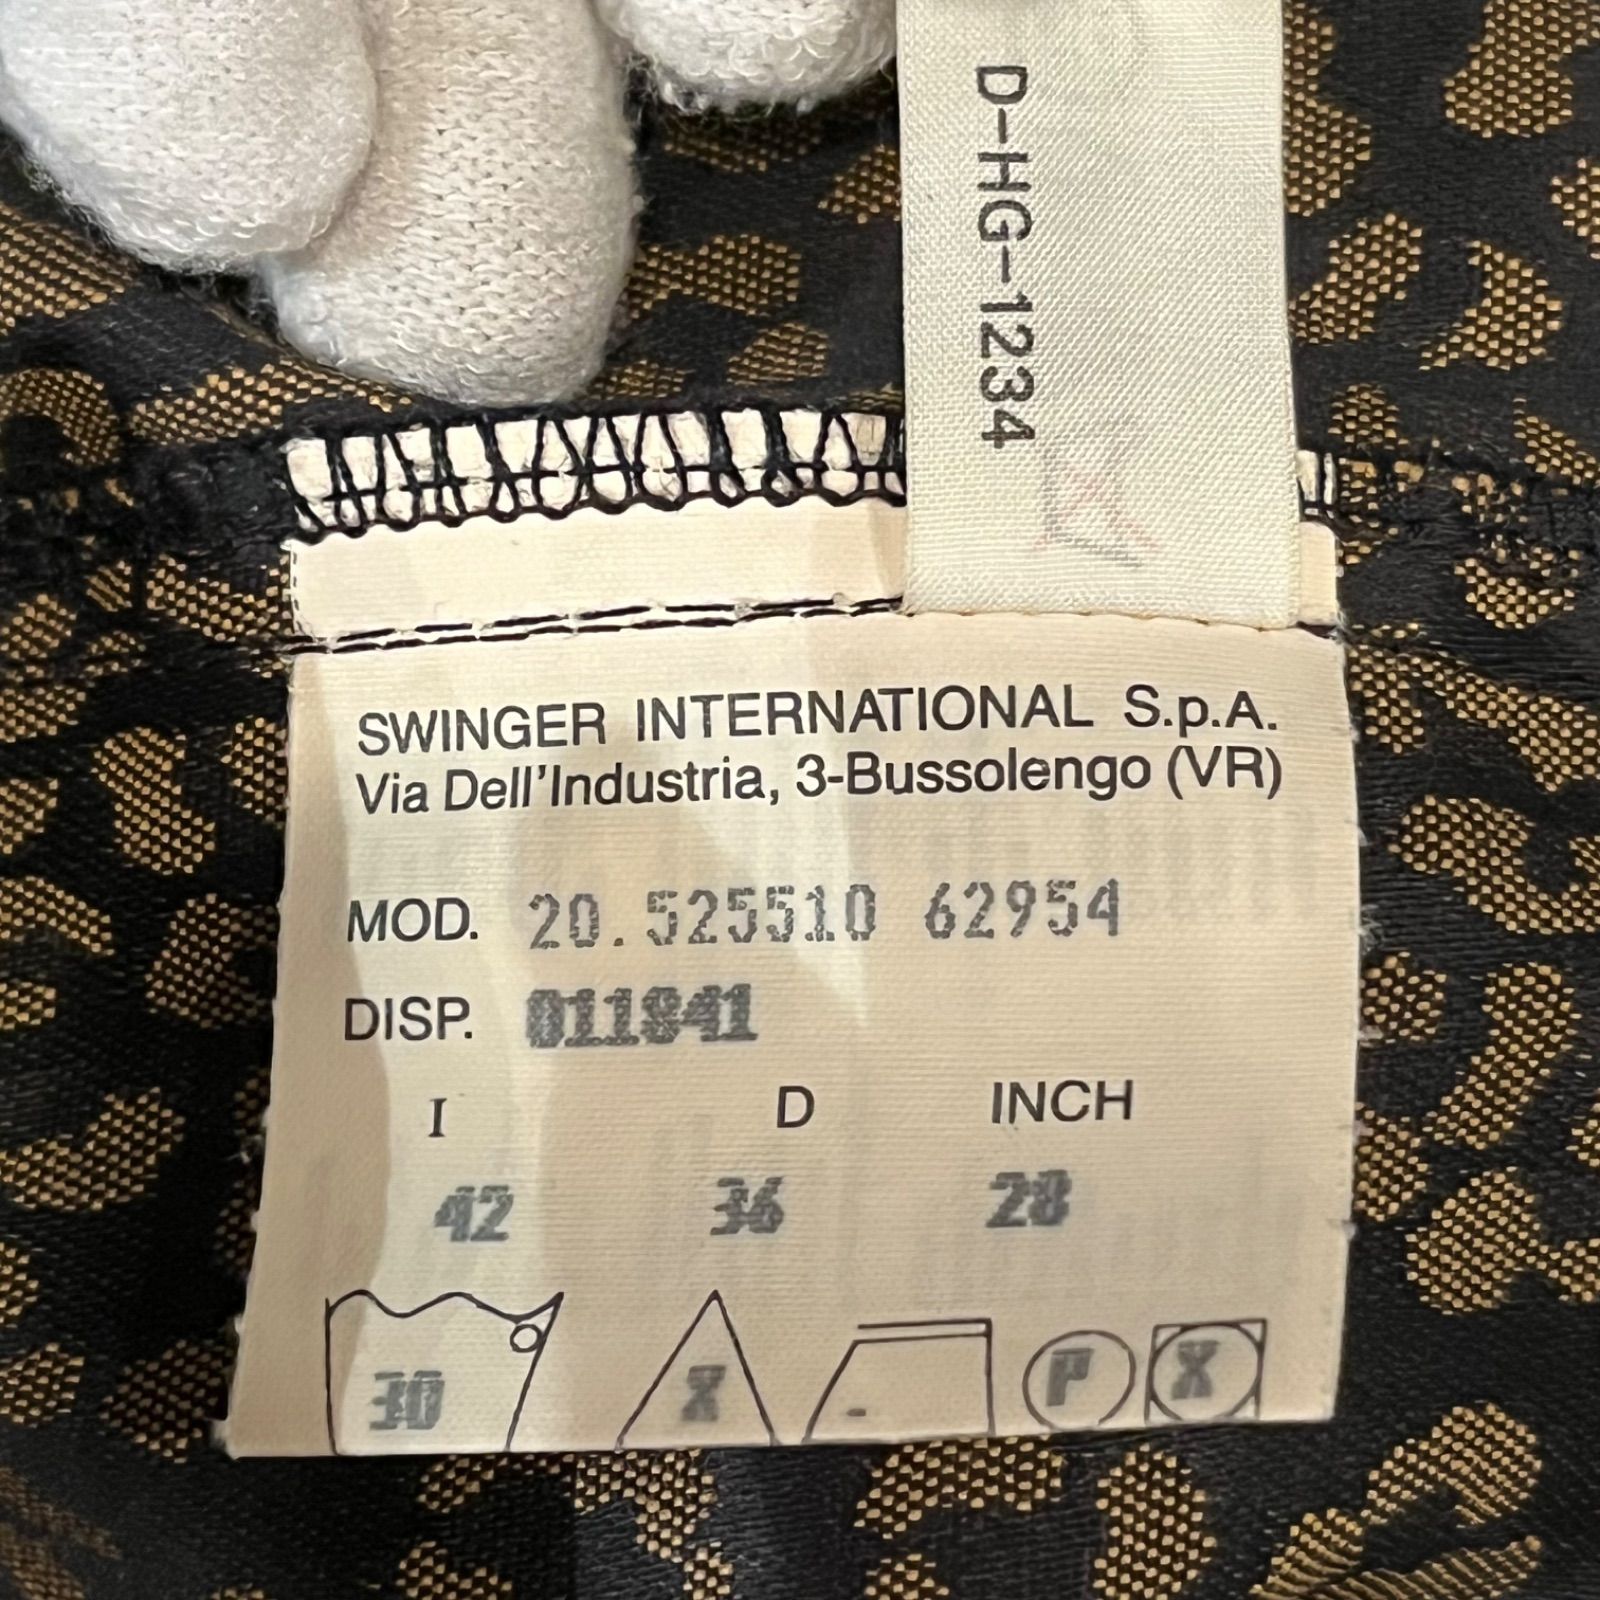 D-HG-1234
SWINGER INTERNATIONAL S.p.A.
Via Dell'Industria, 3-Bussolengo (VR)
MOD. 20.525510 62954
DISP. 011841
I D INCH
42 36 28
30 X P X